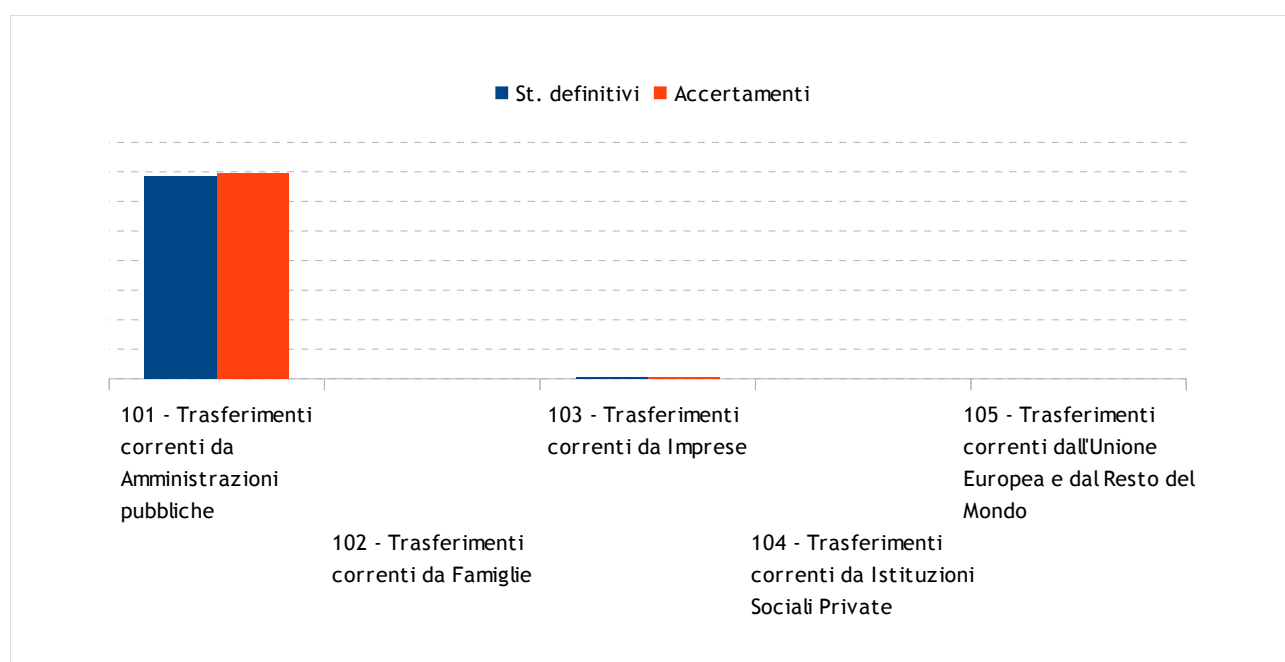 St. definitivi Accertamenti
101 - Trasferimenti
correnti da
Amministrazioni
pubbliche
102 - Trasferimenti
correnti da Famiglie
103 - Trasferimenti
correnti da Imprese
104 - Trasferimenti
correnti da Istituzioni
Sociali Private
105 - Trasferimenti
correnti dall'Unione
Europea e dal Resto del
Mondo